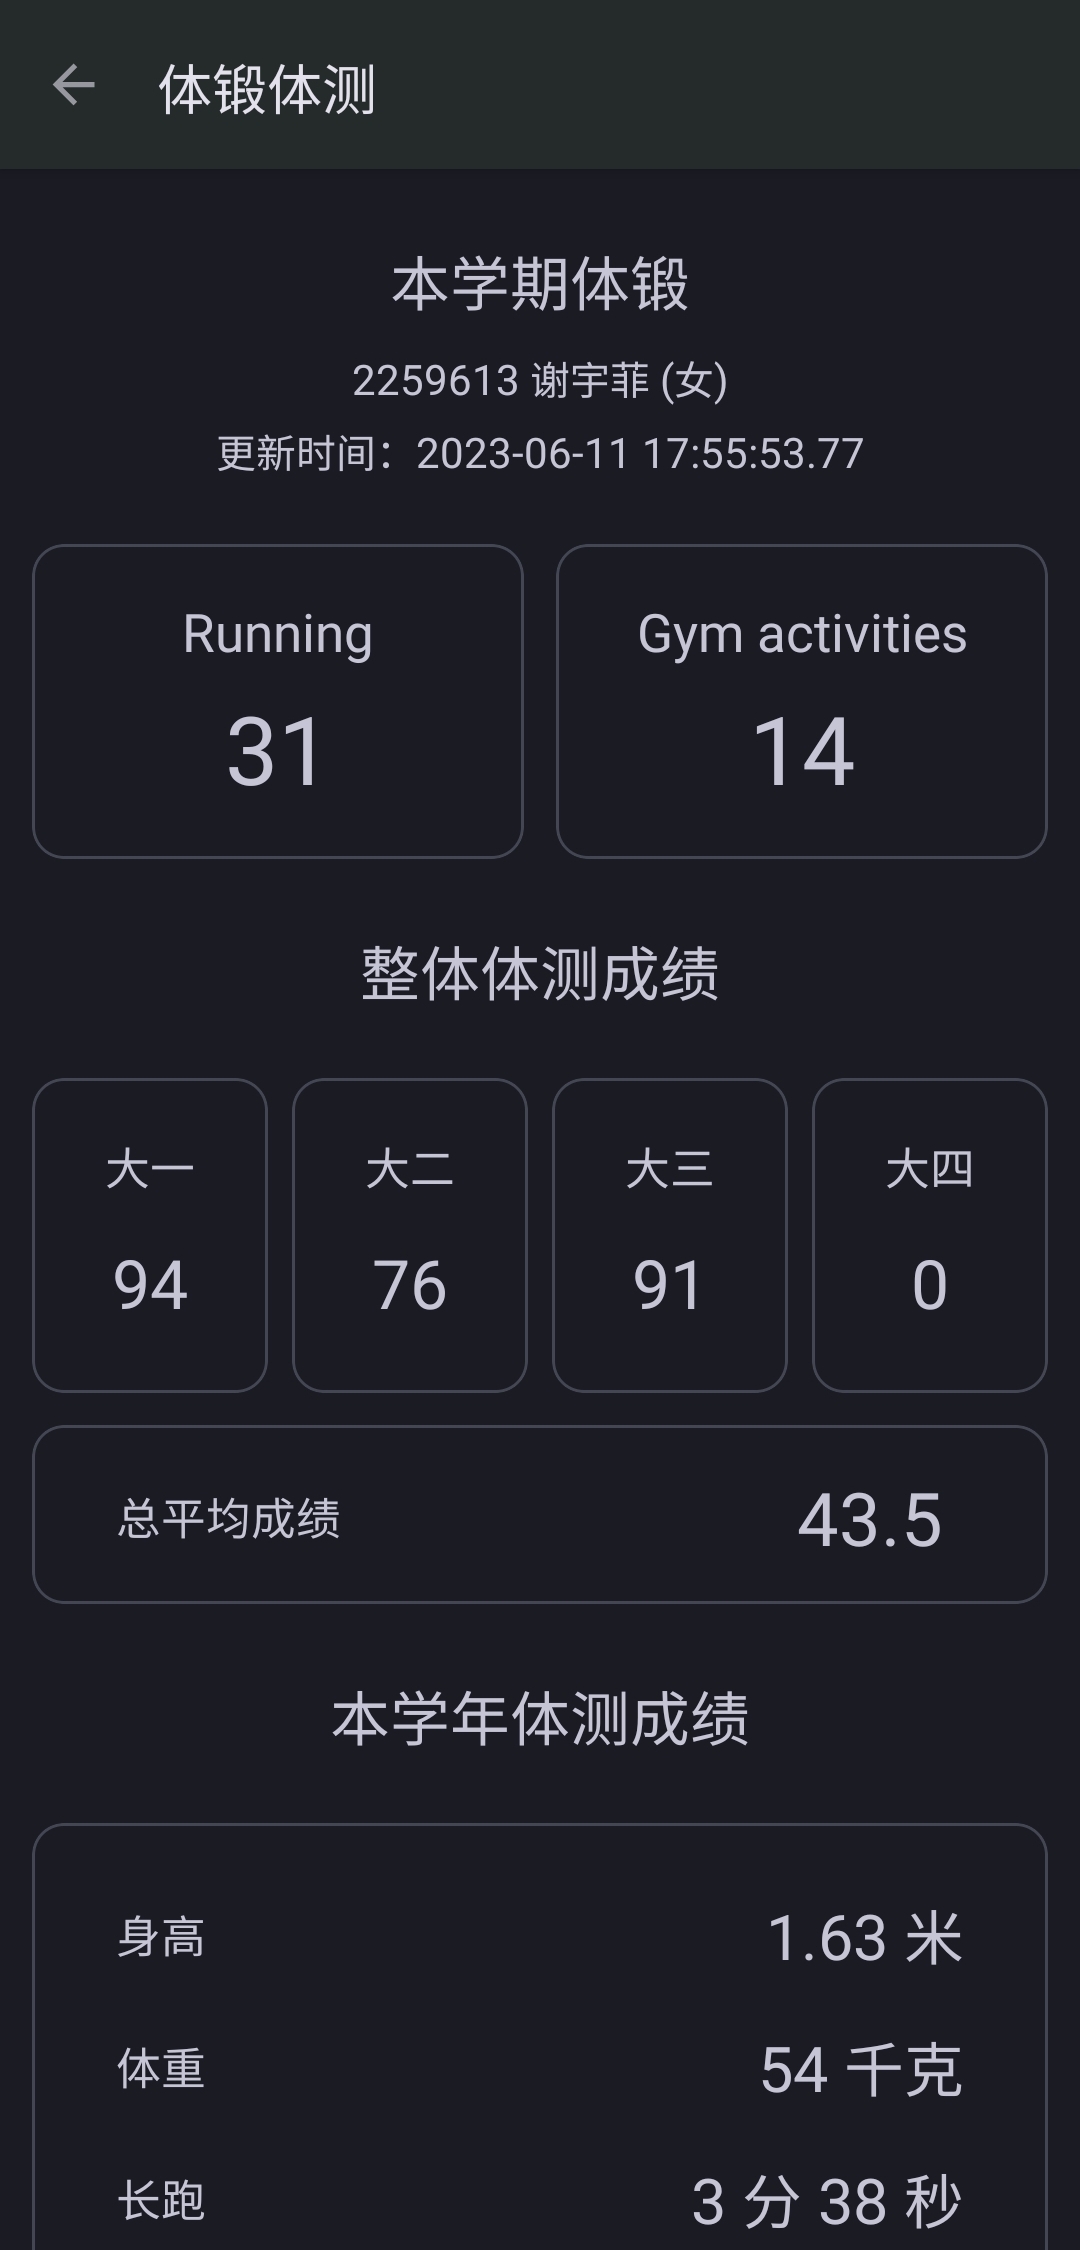 体锻体测
本学期体锻
2259613 谢宇菲 (女)
更新时间：2023-06-11 17:55:53.77
Running
Gym activities
31
14
整体体测成绩
大一
大二
大三
大四
94
76
91
0
总平均成绩
43.5
本学年体测成绩
身高
1.63 米
体重
54 千克
长跑
3 分 38 秒